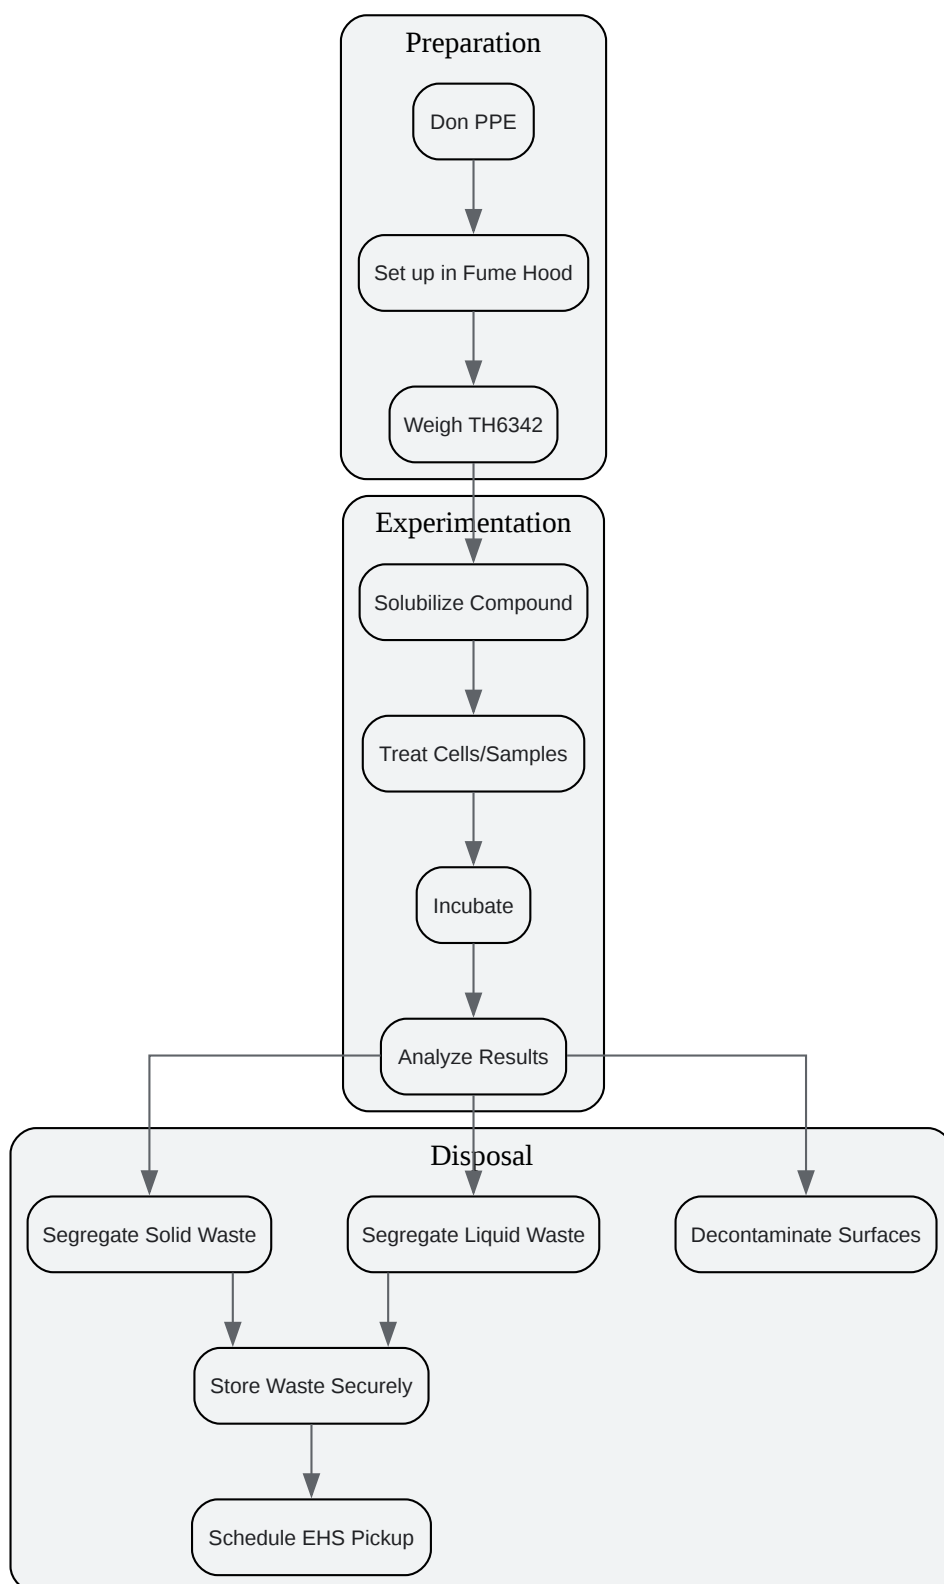 Preparation
Don PPE
Set up in Fume Hood
Weigh TH6342
Experimentation
Solubilize Compound
Treat Cells/Samples
Incubate
Analyze Results
Disposal
Segregate Solid Waste
Segregate Liquid Waste
Decontaminate Surfaces
Store Waste Securely
Schedule EHS Pickup